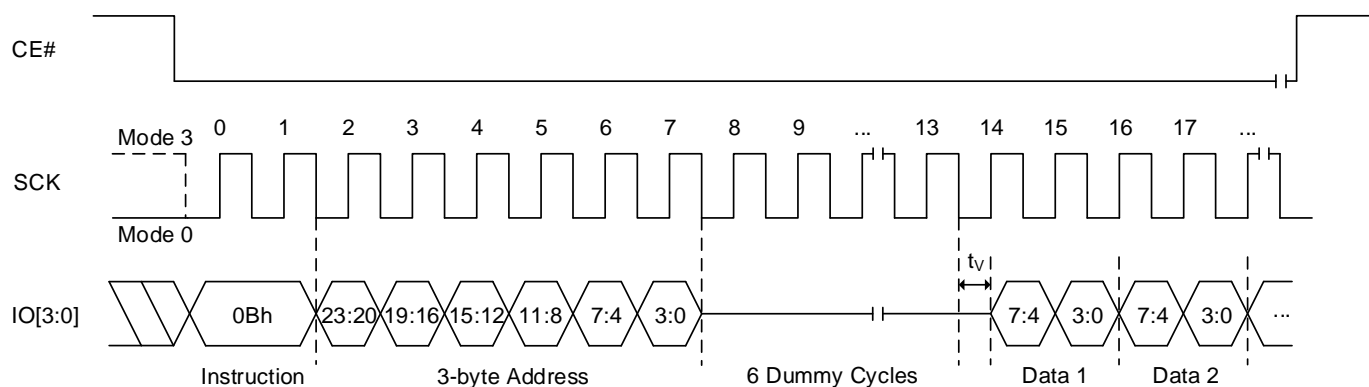 CE#
0 1 2 3 4 5 6 7 8 9 ... 13 14 15 16 17 ...
Mode 3
SCK
Mode 0
tV
IO[3:0] 0Bh 23:20 19:16 15:12 11:8 7:4 3:0 7:4 3:0 7:4 3:0 ...
Instruction 3-byte Address 6 Dummy Cycles Data 1 Data 2